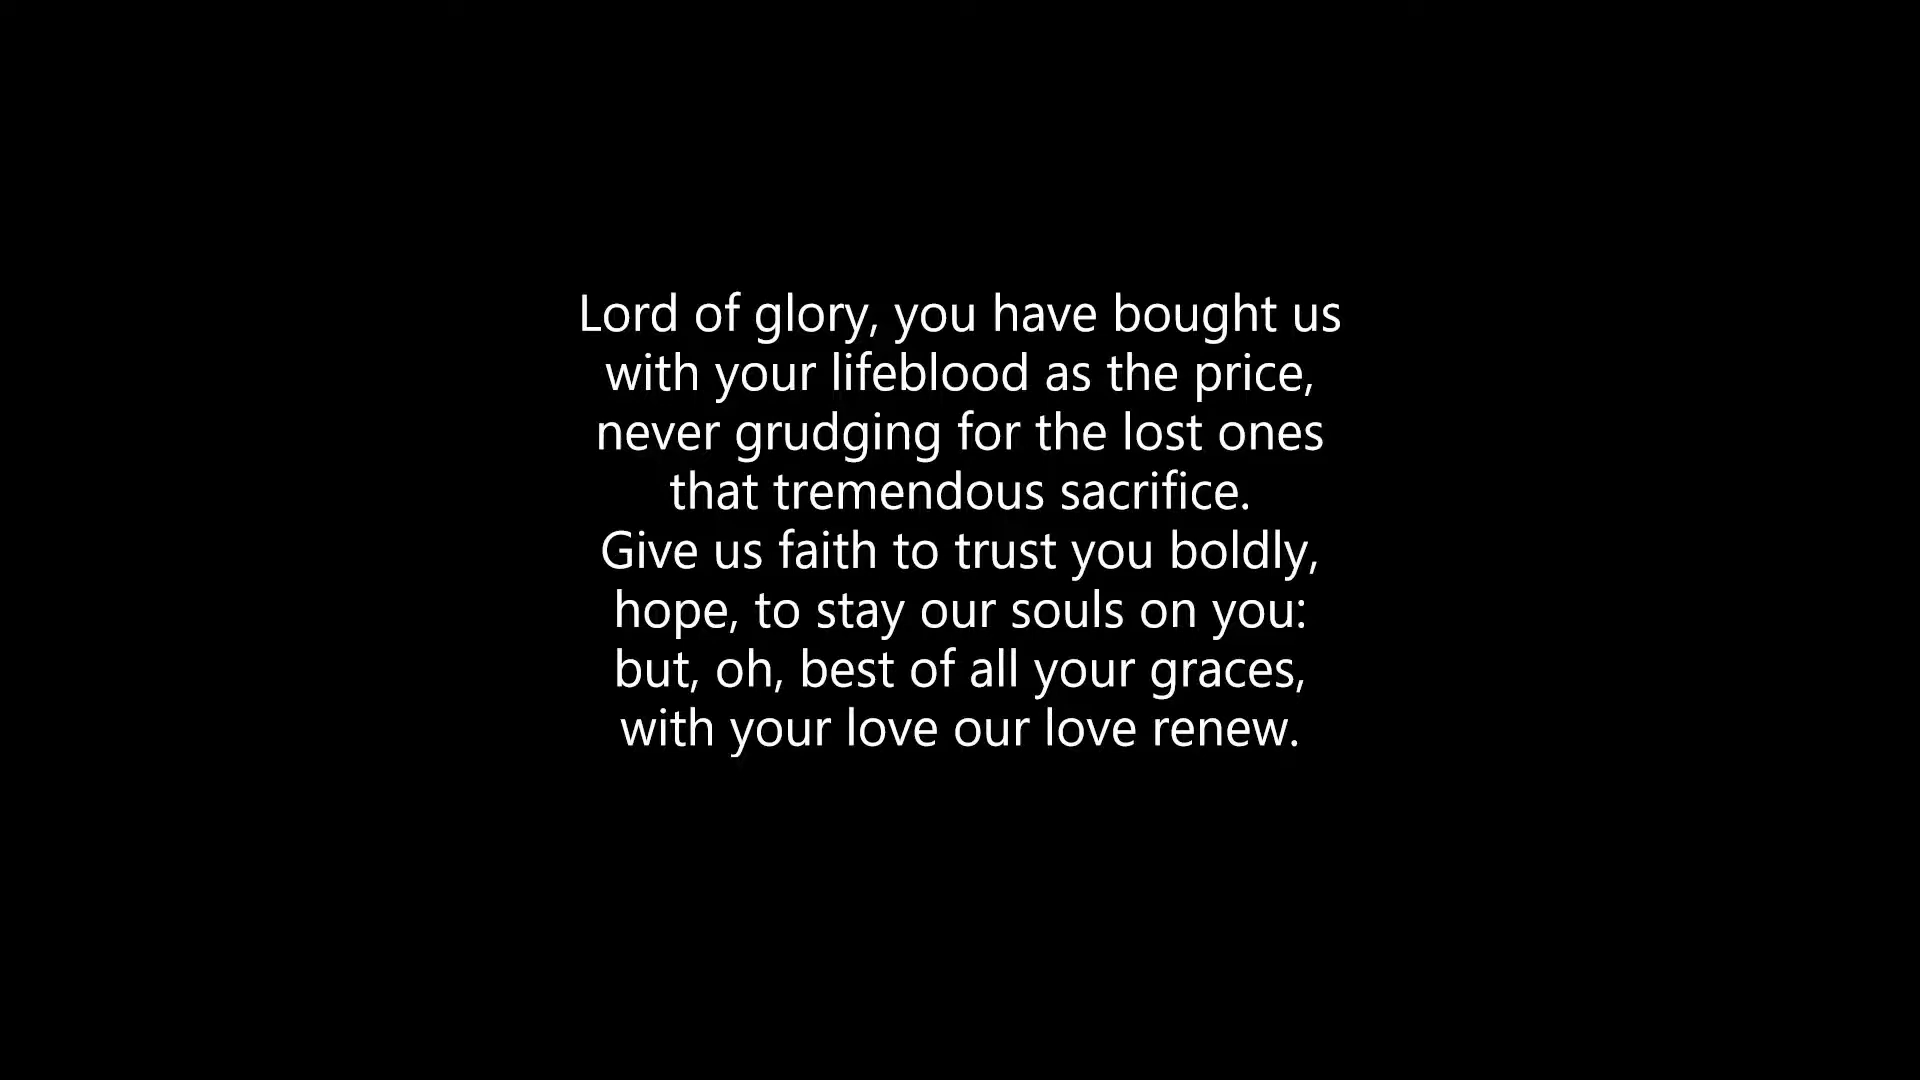 Lord of glory, you have bought us
with your lifeblood as the price,
never grudging for the lost ones
that tremendous sacrifice.
Give us faith to trust you boldly,
hope, to stay our souls on you:
but, oh, best of all your graces,
with your love our love renew.